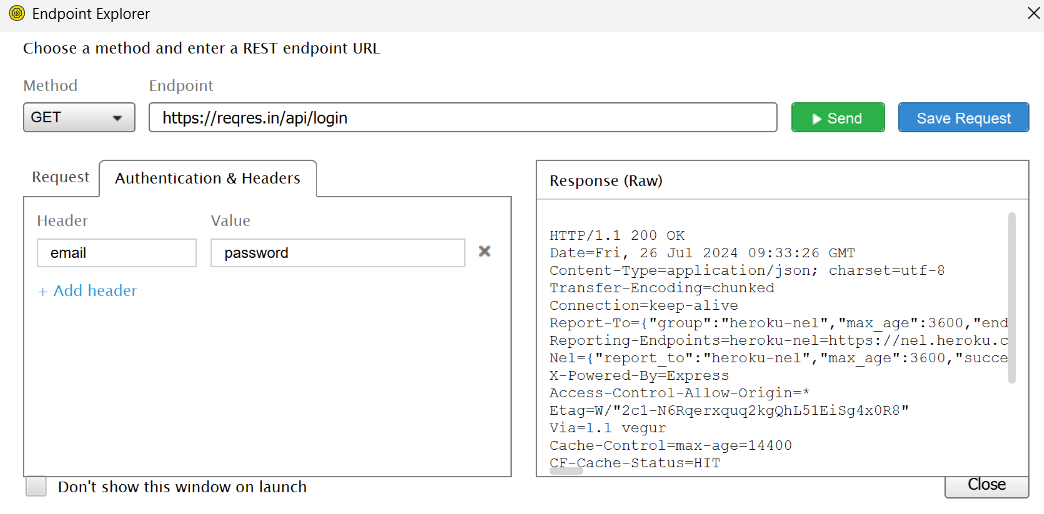 Endpoint Explorer
Choose a method and enter a REST endpoint URL
Method Endpoint
GET https://reqres.in/api/login Send Save Request
Request Authentication & Headers
Header Value
email password
+ Add header
Response (Raw)
HTTP/1.1 200 OK
Date=Fri, 26 Jul 2024 09:33:26 GMT
Content-Type=application/json; charset=utf-8
Transfer-Encoding=chunked
Connection=keep-alive
Report-To={"group":"heroku-nel","max_age":3600,"end
Reporting-Endpoints=heroku-nel=https://nel.heroku.c
Nel={"report_to":"heroku-nel","max_age":3600,"succe
X-Powered-By=Express
Access-Control-Allow-Origin=*
Etag=W/"2c1-N6Rqerxquq2kgQhL51EiSg4x0R8"
Via=1.1 vegur
Cache-Control=max-age=14400
CF-Cache-Status=HIT
Don't show this window on launch
Close